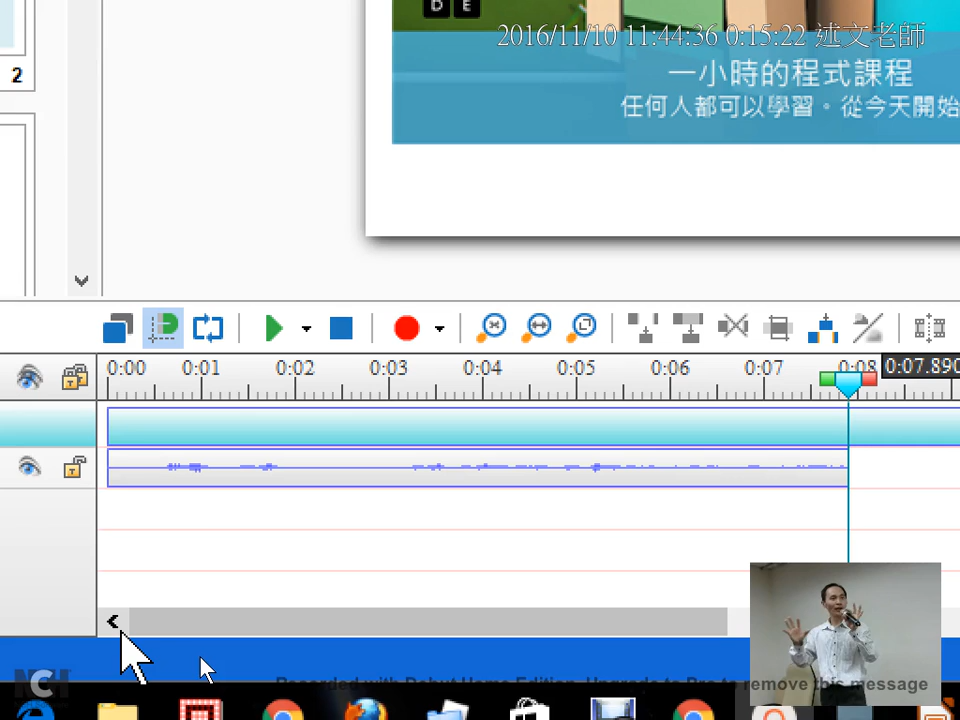 D E
2016/11/10 11:44:36 0:15:22 述文老師
2
一小時的程式課程
任何人都可以學習。從今天開始
0:00 0:01 0:02 0:03 0:04 0:05 0:06 0:07 0:08 0:07.890
NCH
Recorded with Debut Home Edition. Upgrade to Pro to remove this message